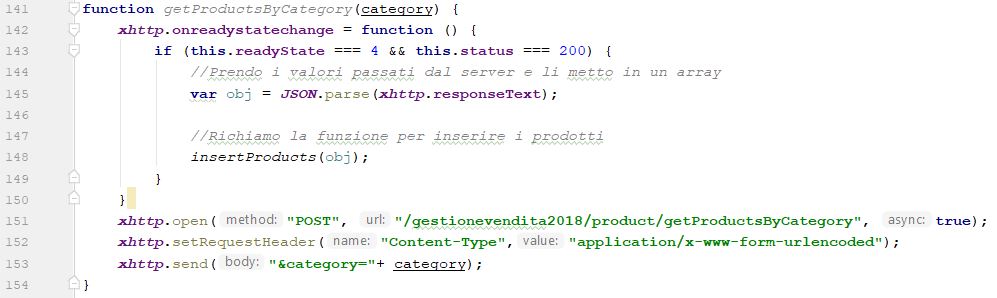 141 function getProductsByCategory(category) {
142 xhttp.onreadystatechange = function () {
143 if (this.readyState === 4 && this.status === 200) {
144 //Prendo i valori passati dal server e li metto in un array
145 var obj = JSON.parse(xhttp.responseText);
146
147 //Richiamo la funzione per inserire i prodotti
148 insertProducts(obj);
149 }
150 }
151 xhttp.open( method: "POST", url: "/gestionevendita2018/product/getProductsByCategory", async: true);
152 xhttp.setRequestHeader( name: "Content-Type", value: "application/x-www-form-urlencoded");
153 xhttp.send( body: "&category="+ category);
154 }